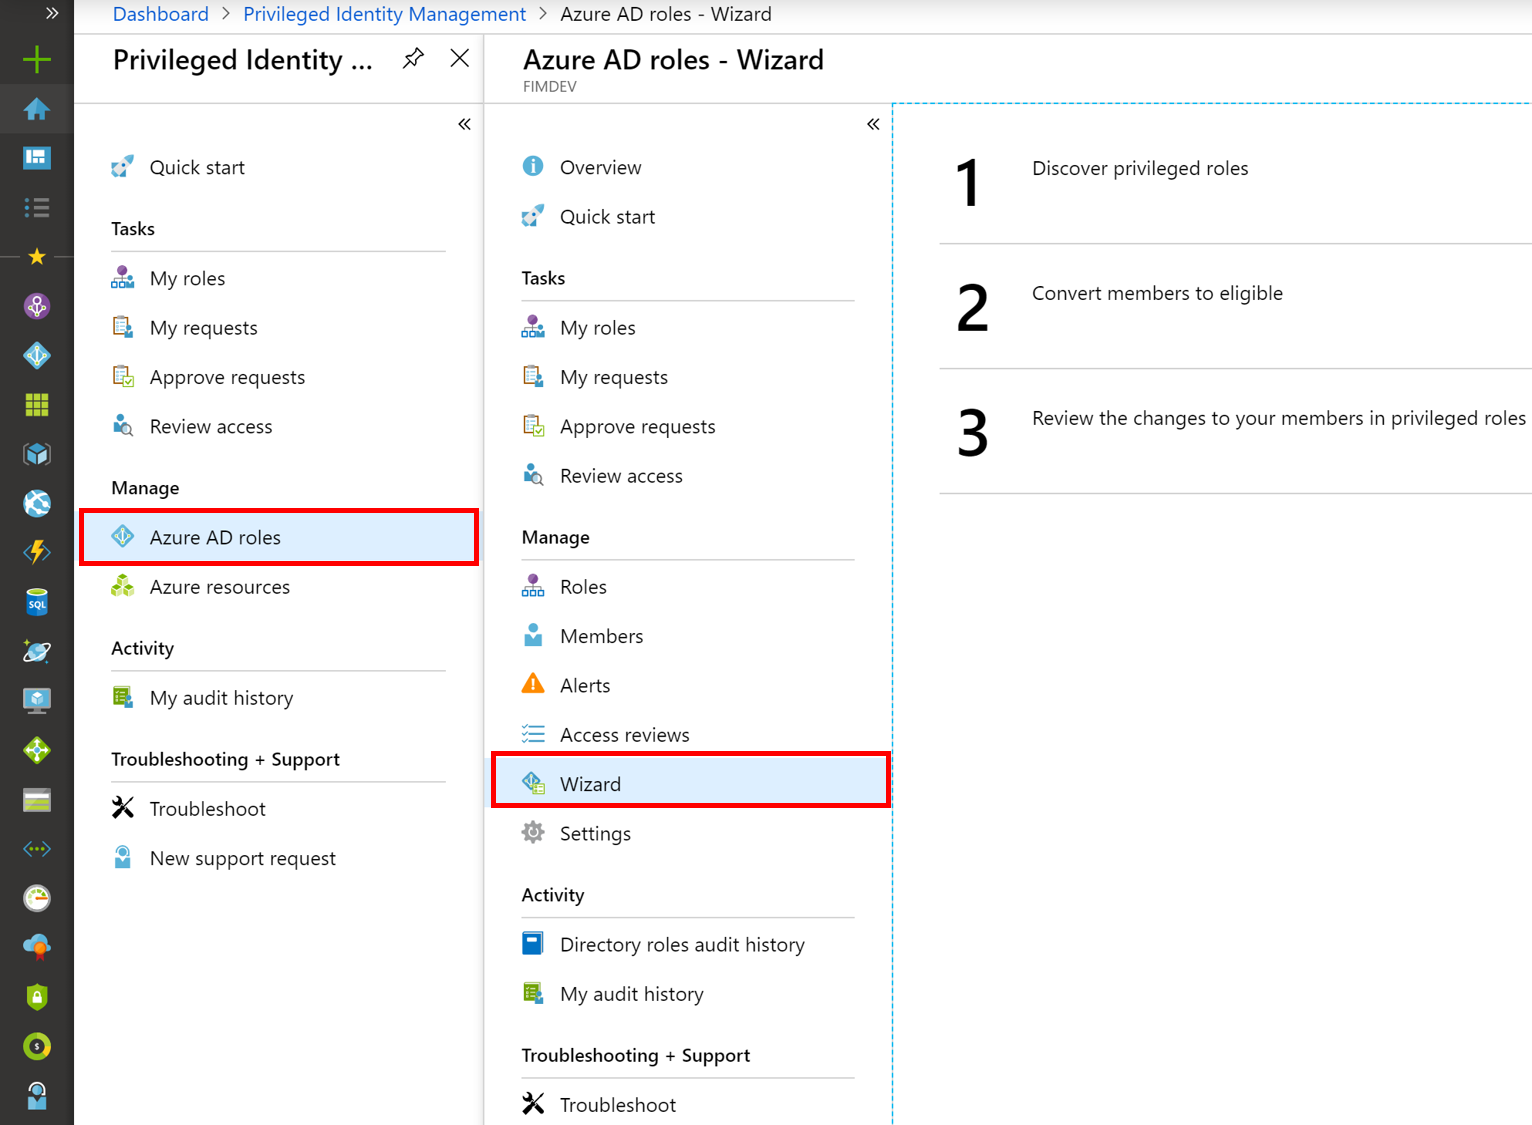 Dashboard > Privileged Identity Management > Azure AD roles - Wizard
Privileged Identity ...
Quick start
Tasks
My roles
My requests
Approve requests
Review access
Manage
Azure AD roles
Azure resources
Activity
My audit history
Troubleshooting + Support
Troubleshoot
New support request
Azure AD roles - Wizard
FIMDEV
Overview
Quick start
Tasks
My roles
My requests
Approve requests
Review access
Manage
Roles
Members
Alerts
Access reviews
Wizard
Settings
Activity
Directory roles audit history
My audit history
Troubleshooting + Support
Troubleshoot
1 Discover privileged roles
2 Convert members to eligible
3 Review the changes to your members in privileged roles
SQL